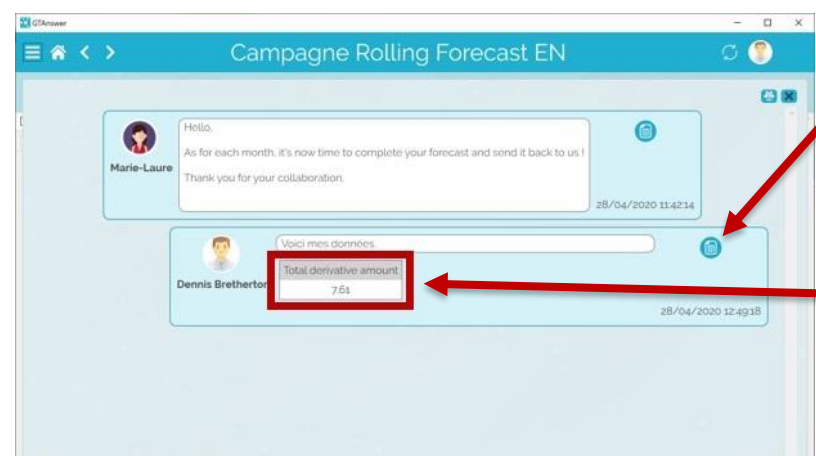 GTAnswer
Campagne Rolling Forecast EN
Hello,
As for each month, it's now time to complete your forecast and send it back to us !
Marie-Laure
Thank you for your collaboration.
28/04/2020 11:42:14
Voici mes données.
Total derivative amount
Dennis Bretherton
7.61
28/04/2020 12:49:18